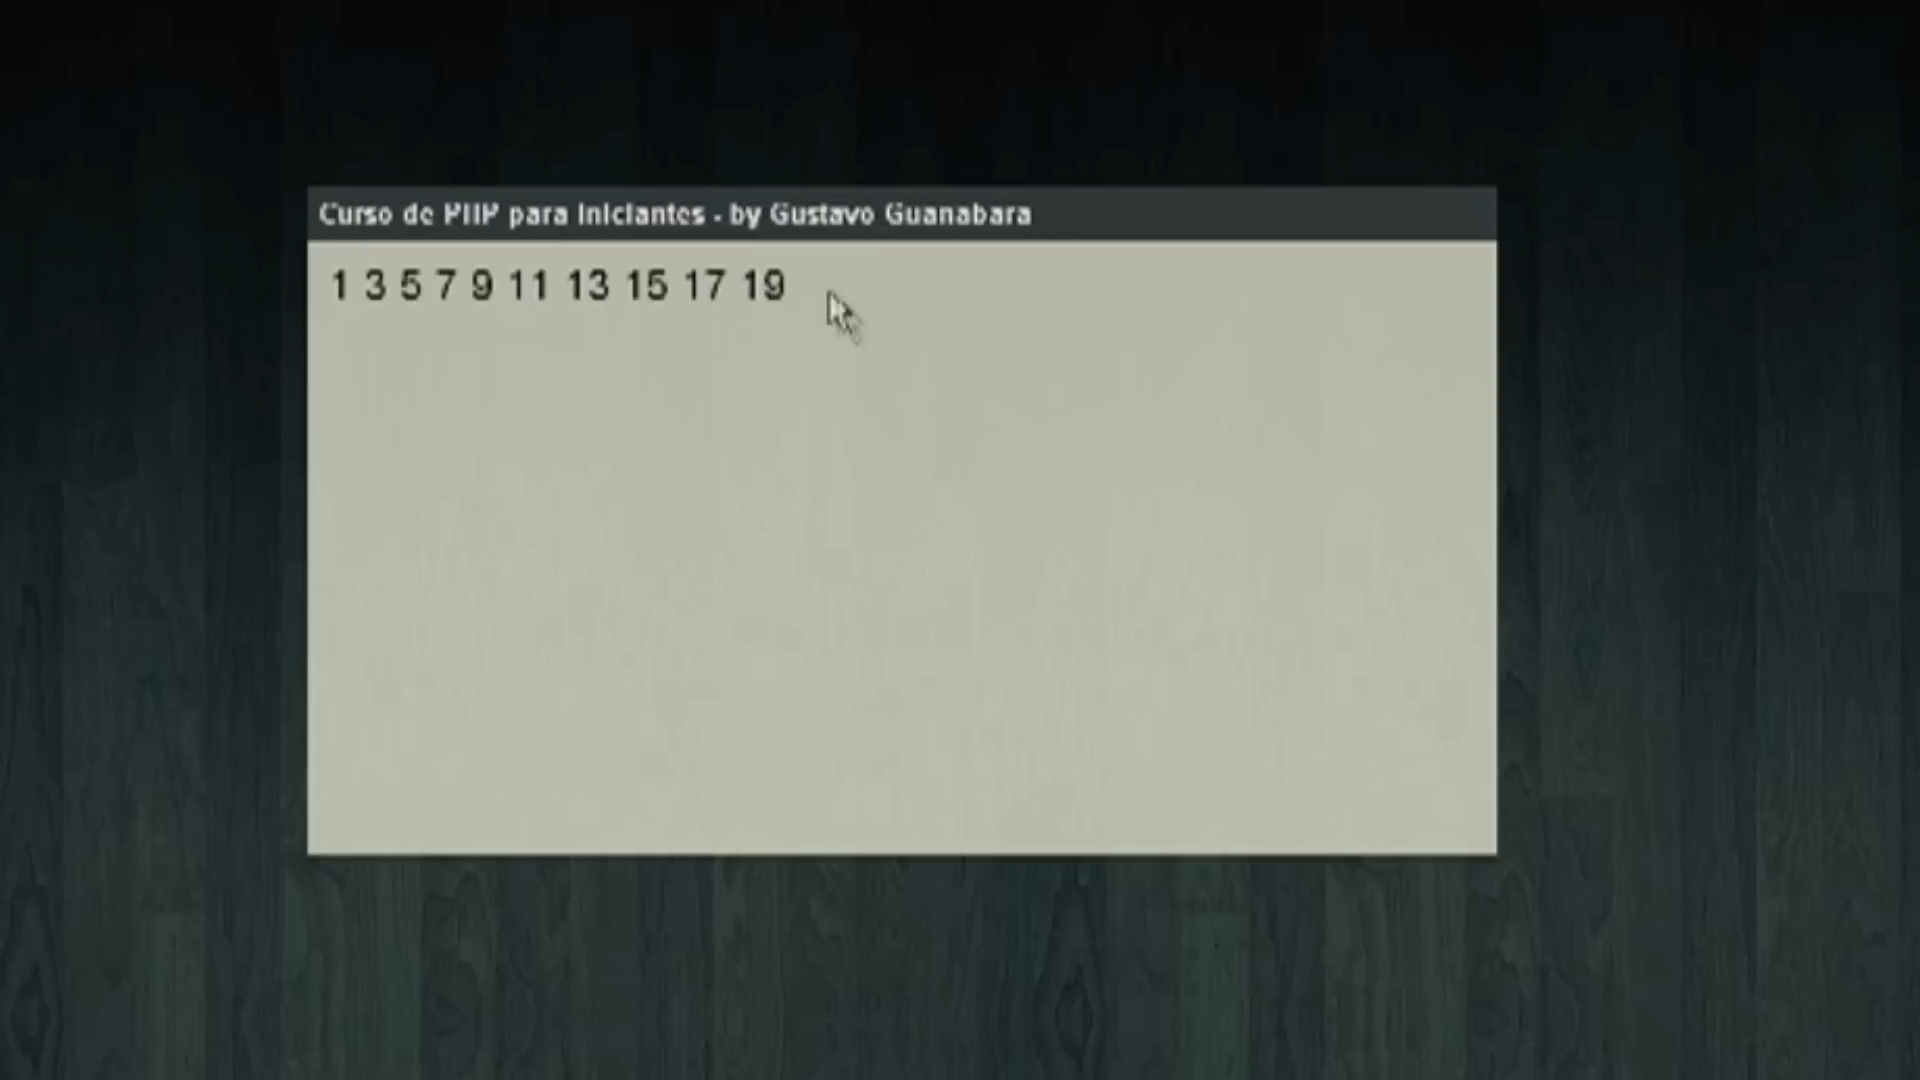 Curso de PHP para Iniciantes - by Gustavo Guanabara
1 3 5 7 9 11 13 15 17 19